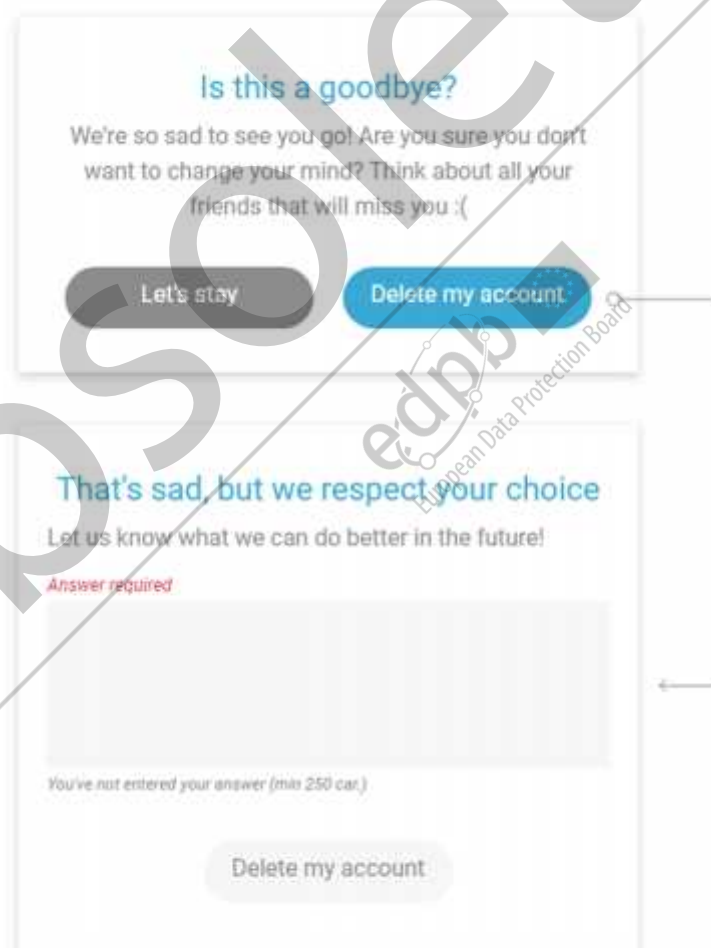 Is this a goodbye?
We're so sad to see you go! Are you sure you don't
want to change your mind? Think about all your
friends that will miss you :(
Let's stay
Delete my account
edpb
European Data Protection Board
That's sad, but we respect your choice
Let us know what we can do better in the future!
Answer required
You've not entered your answer (min 250 car.)
Delete my account